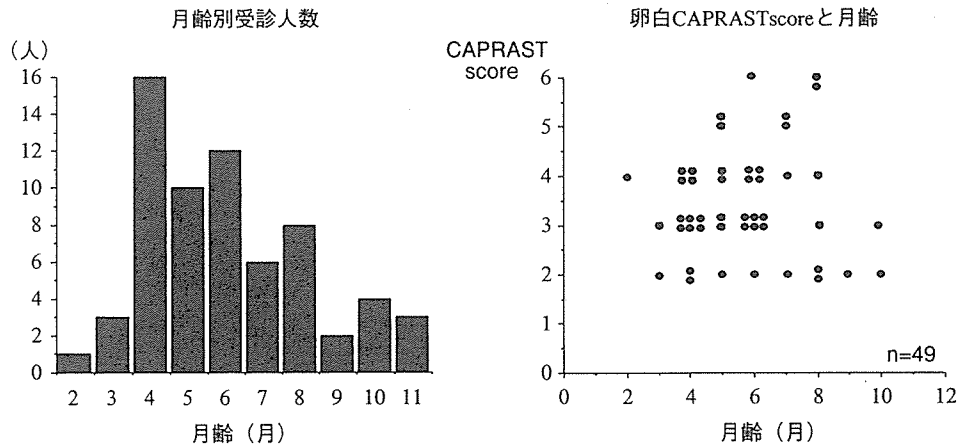 月齢別受診人数
（人）
16
14
12
10
8
6
4
2
0
2 3 4 5 6 7 8 9 10 11
月齢（月）
卵白CAPRASTscoreと月齢
CAPRAST
score
6
5
4
3
2
1
0
n=49
0 2 4 6 8 10 12
月齢（月）